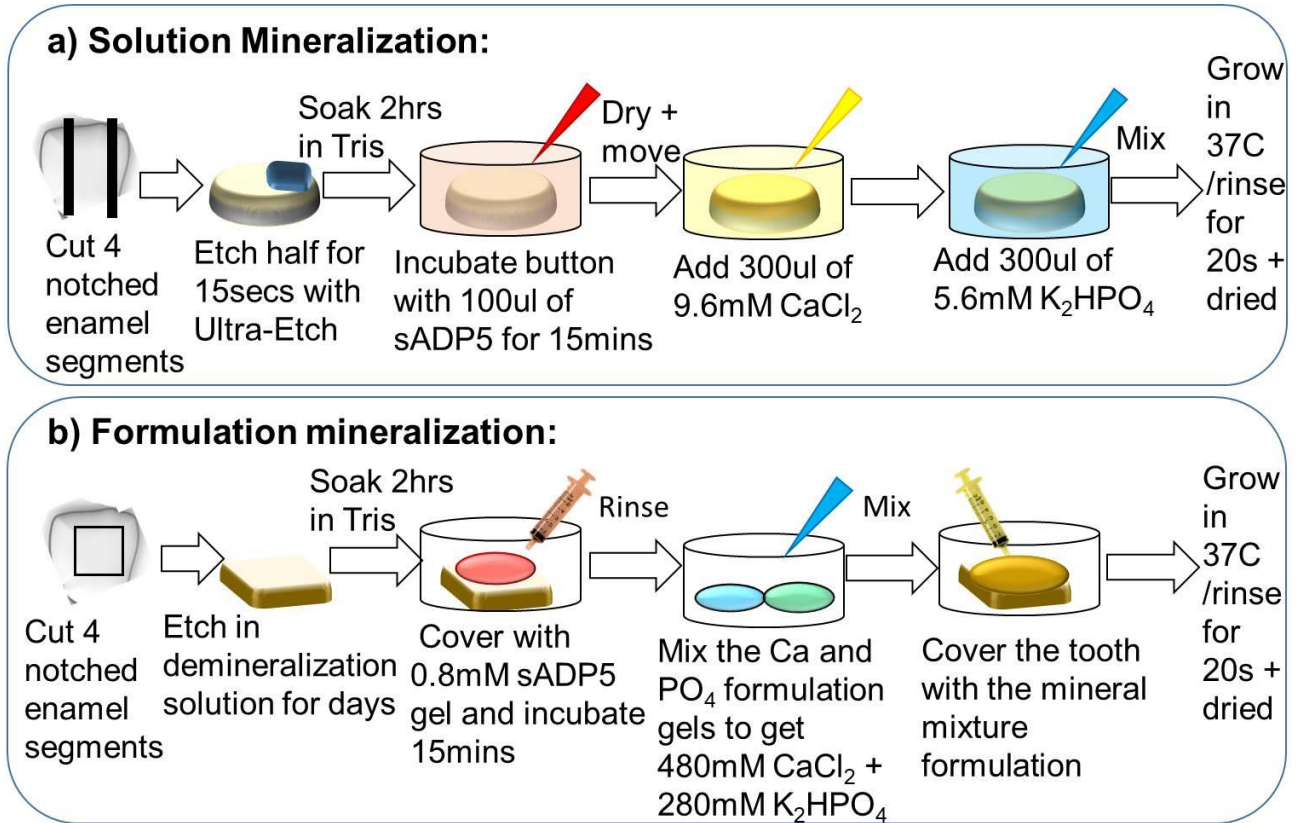 a) Solution Mineralization:
Soak 2hrs
in Tris
Dry +
move
Mix
Grow
in
37C
/rinse
for
20s +
dried
Cut 4
notched
enamel
segments
Etch half for
15secs with
Ultra-Etch
Incubate button
with 100ul of
sADP5 for 15mins
Add 300ul of
9.6mM CaCl₂
Add 300ul of
5.6mM K₂HPO₄
b) Formulation mineralization:
Soak 2hrs
in Tris
Rinse
Mix
Grow
in
37C
/rinse
for
20s +
dried
Cut 4
notched
enamel
segments
Etch in
demineralization
solution for days
Cover with
0.8mM sADP5
gel and incubate
15mins
Mix the Ca and
PO₄ formulation
gels to get
480mM CaCl₂ +
280mM K₂HPO₄
Cover the tooth
with the mineral
mixture
formulation